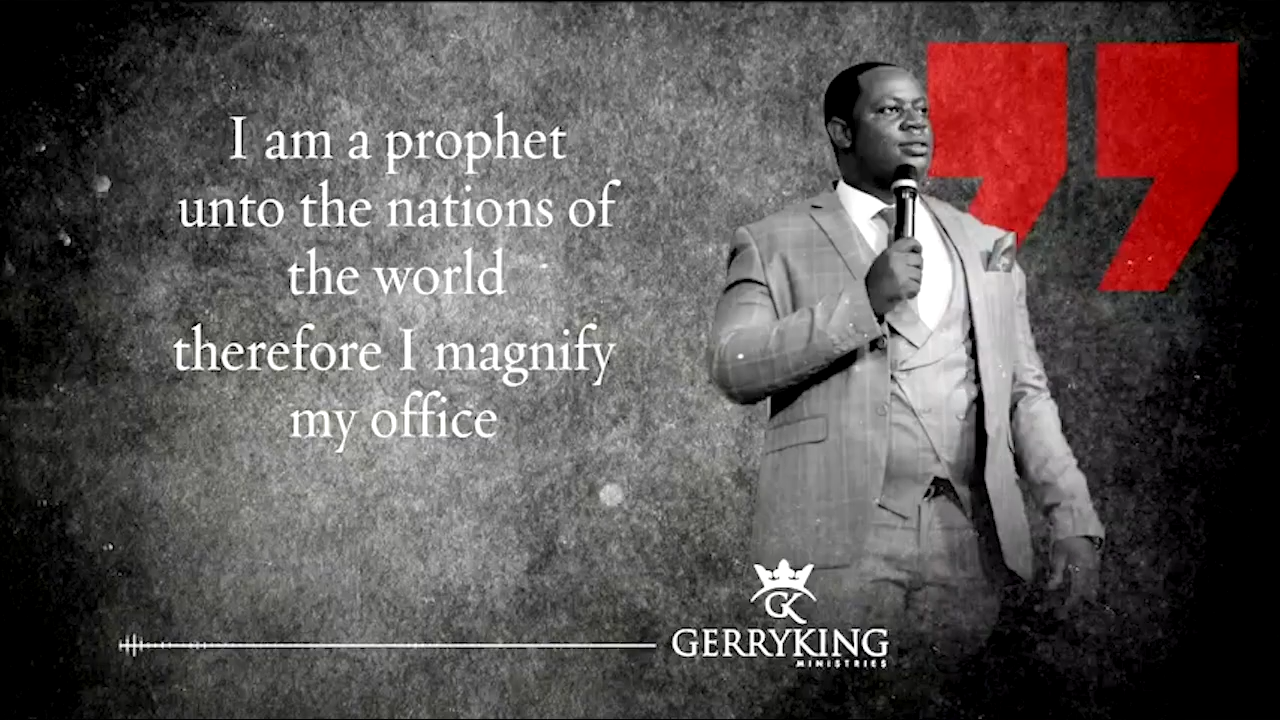 I am a prophet
unto the nations of
the world
therefore I magnify
my office
GK
GERRYKING
MINISTRIES